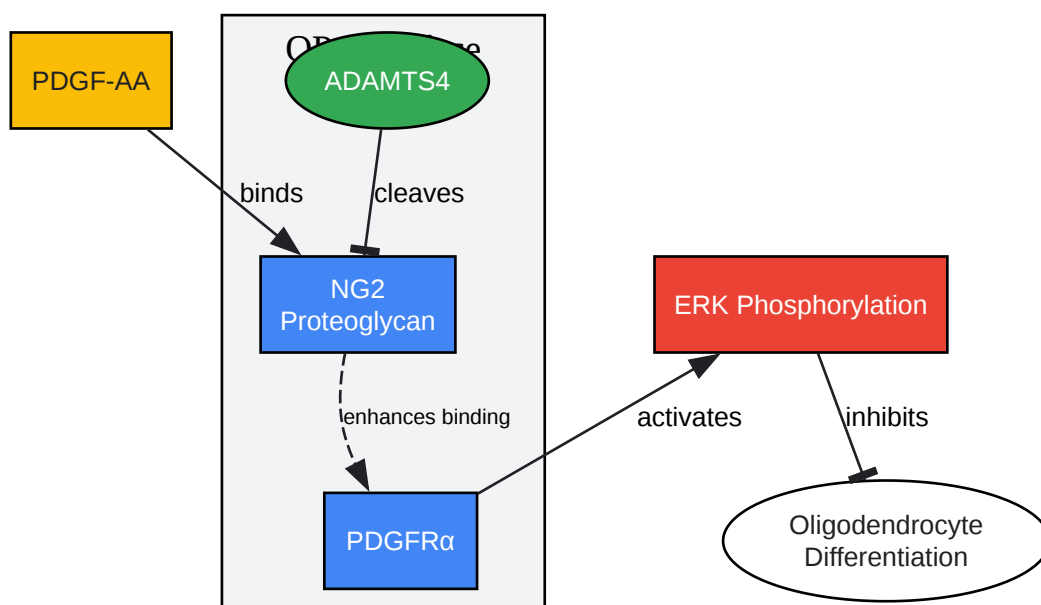 PDGF-AA
ADAMTS4
binds
cleaves
NG2
Proteoglycan
ERK Phosphorylation
enhances binding
activates
inhibits
PDGFRα
Oligodendrocyte
Differentiation